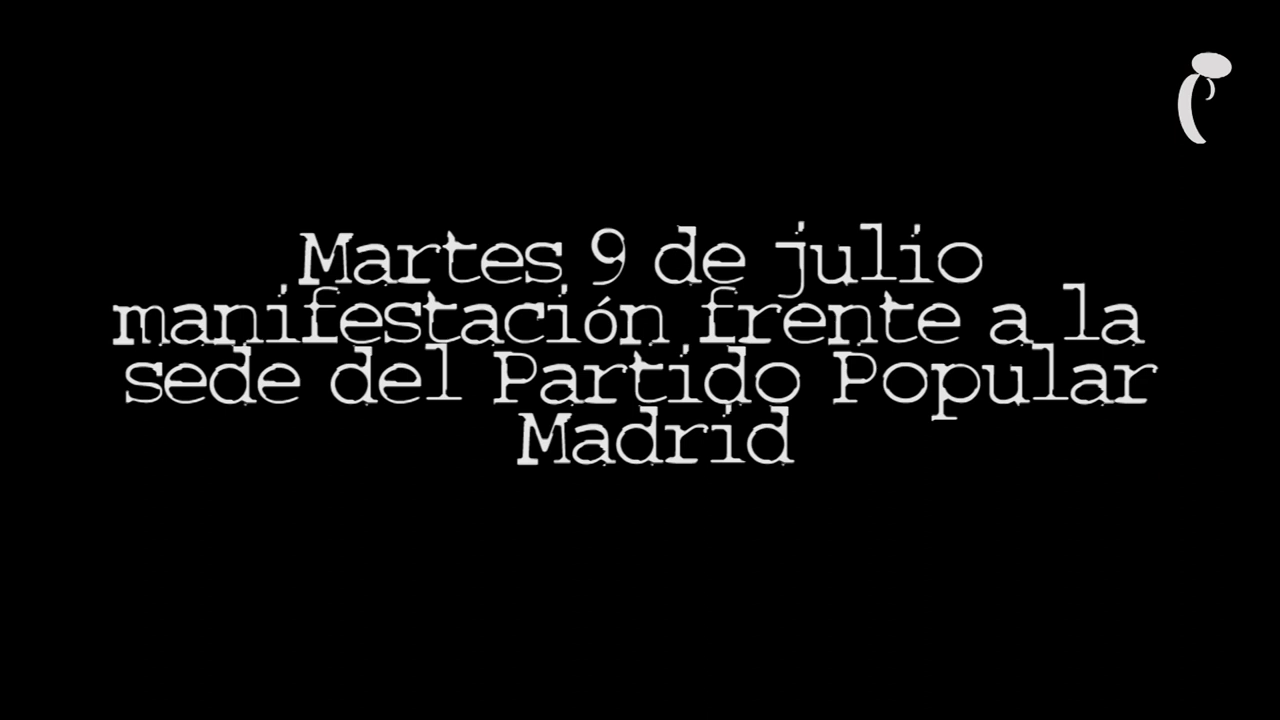 Martes 9 de julio
manifestación frente a la
sede del Partido Popular
Madrid